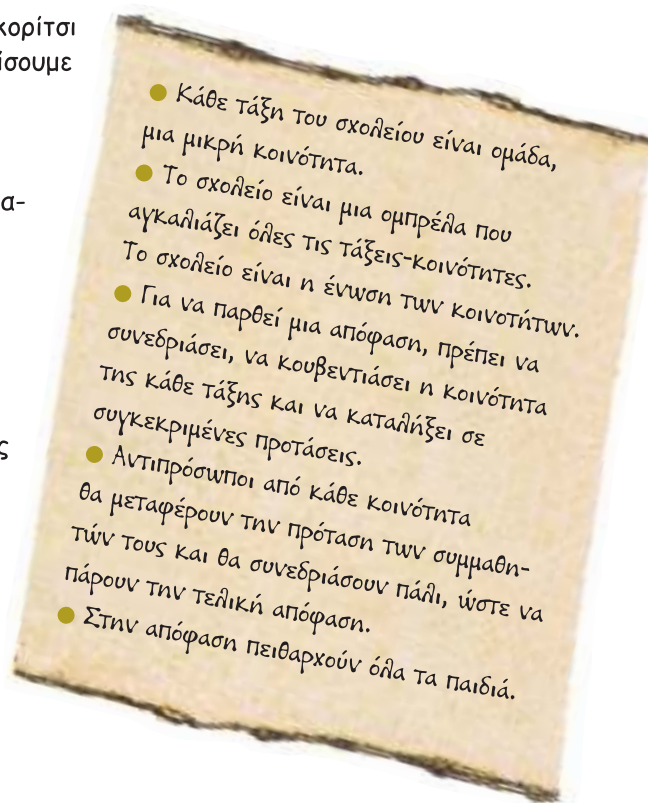 κορίτσι
ίσουμε
α-
ς
● Κάθε τάξη του σχολείου είναι ομάδα,
μια μικρή κοινότητα.
● Το σχολείο είναι μια ομπρέλα που
αγκαλιάζει όλες τις τάξεις-κοινότητες.
Το σχολείο είναι η ένωση των κοινοτήτων.
● Για να παρθεί μια απόφαση, πρέπει να
συνεδριάσει, να κουβεντιάσει η κοινότητα
της κάθε τάξης και να καταλήξει σε
συγκεκριμένες προτάσεις.
● Αντιπρόσωποι από κάθε κοινότητα
θα μεταφέρουν την πρόταση των συμμαθη-
τών τους και θα συνεδριάσουν πάλι, ώστε να
πάρουν την τελική απόφαση.
● Στην απόφαση πειθαρχούν όλα τα παιδιά.